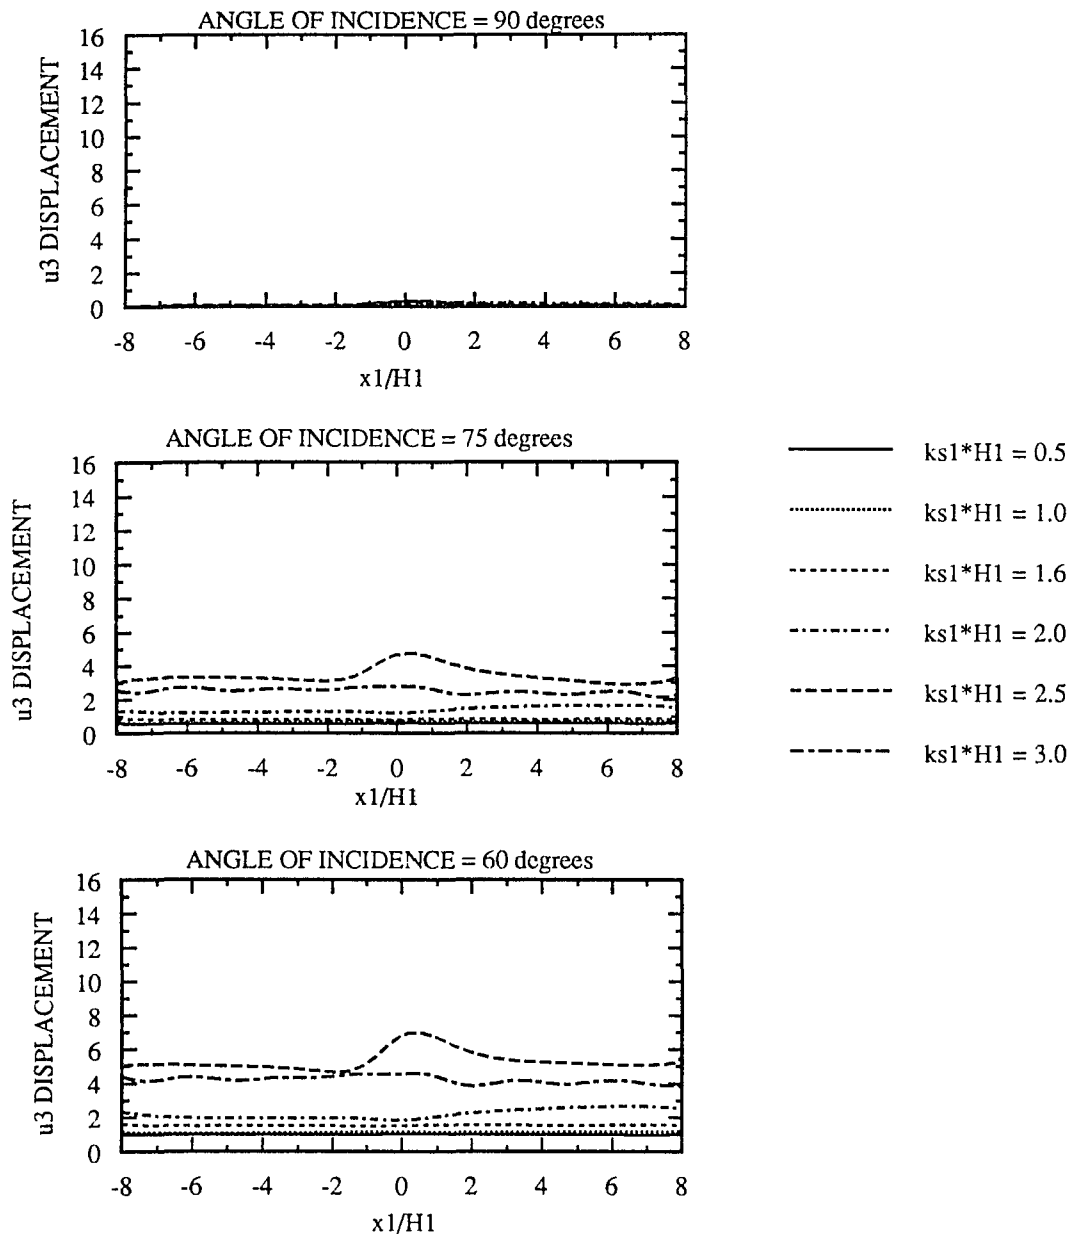 ANGLE OF INCIDENCE = 90 degrees
16
14
12
10
8
6
4
2
0
u3 DISPLACEMENT
-8 -6 -4 -2 0 2 4 6 8
x1/H1
ANGLE OF INCIDENCE = 75 degrees
16
14
12
10
8
6
4
2
0
u3 DISPLACEMENT
-8 -6 -4 -2 0 2 4 6 8
x1/H1
ks1*H1 = 0.5
ks1*H1 = 1.0
ks1*H1 = 1.6
ks1*H1 = 2.0
ks1*H1 = 2.5
ks1*H1 = 3.0
ANGLE OF INCIDENCE = 60 degrees
16
14
12
10
8
6
4
2
0
u3 DISPLACEMENT
-8 -6 -4 -2 0 2 4 6 8
x1/H1